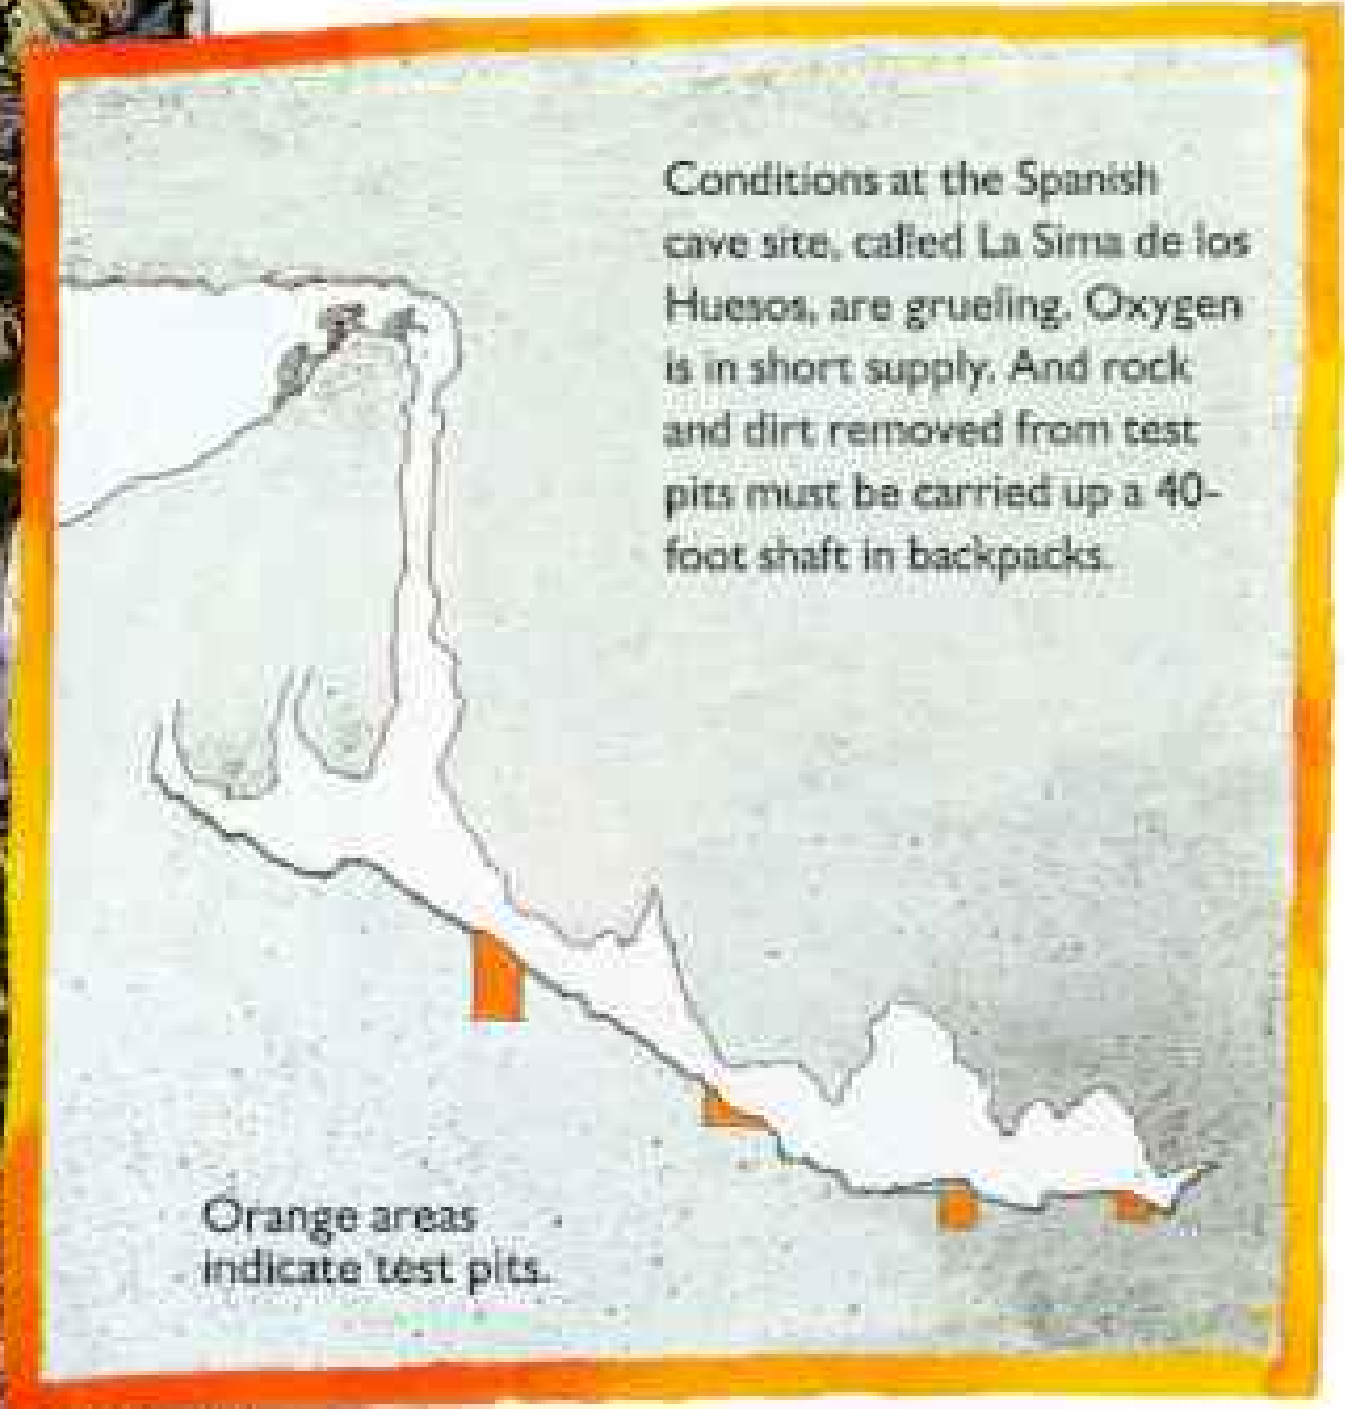 Conditions at the Spanish
cave site, called La Sima de los
Huesos, are grueling. Oxygen
is in short supply. And rock
and dirt removed from test
pits must be carried up a 40-
foot shaft in backpacks.
Orange areas
indicate test pits.